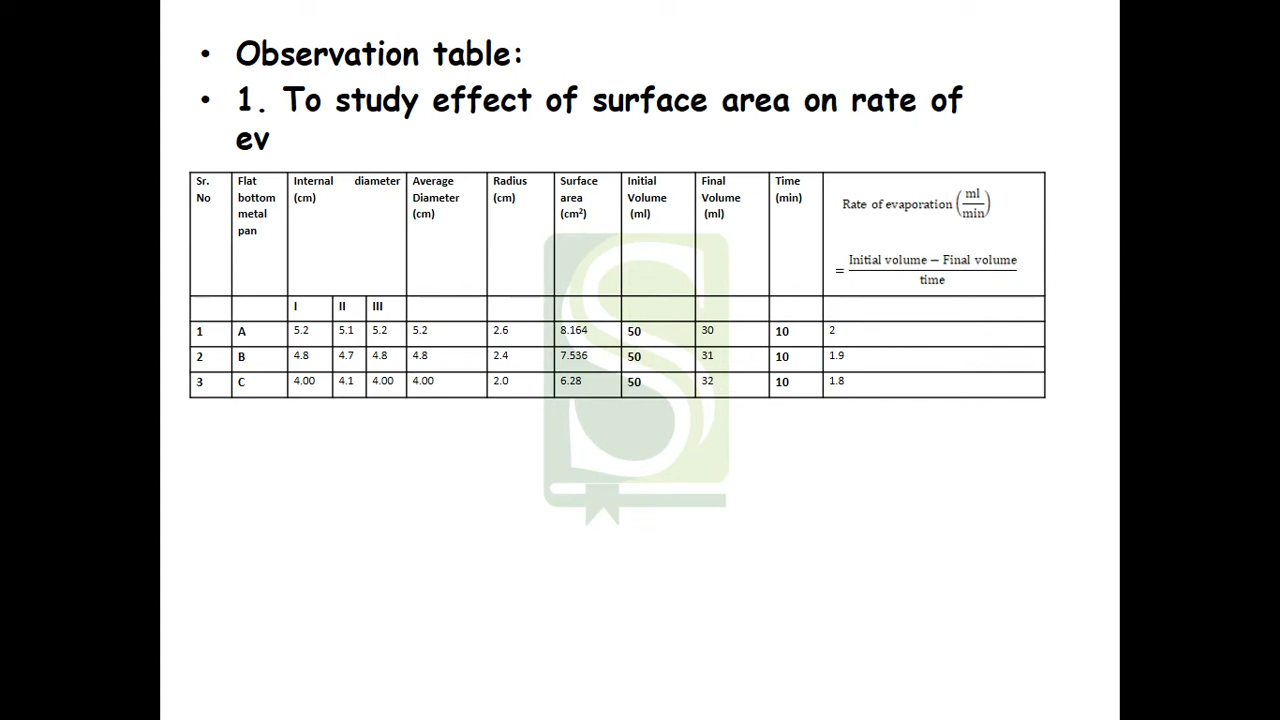 • Observation table:
• 1. To study effect of surface area on rate of
ev
Sr. No | Flat bottom metal pan | Internal diameter (cm) | Average Diameter (cm) | Radius (cm) | Surface area (cm²) | Initial Volume (ml) | Final Volume (ml) | Time (min) | Rate of evaporation (ml/min) = Initial volume − Final volume / time
I | II | III
1 | A | 5.2 | 5.1 | 5.2 | 5.2 | 2.6 | 8.164 | 50 | 30 | 10 | 2
2 | B | 4.8 | 4.7 | 4.8 | 4.8 | 2.4 | 7.536 | 50 | 31 | 10 | 1.9
3 | C | 4.00 | 4.1 | 4.00 | 4.00 | 2.0 | 6.28 | 50 | 32 | 10 | 1.8